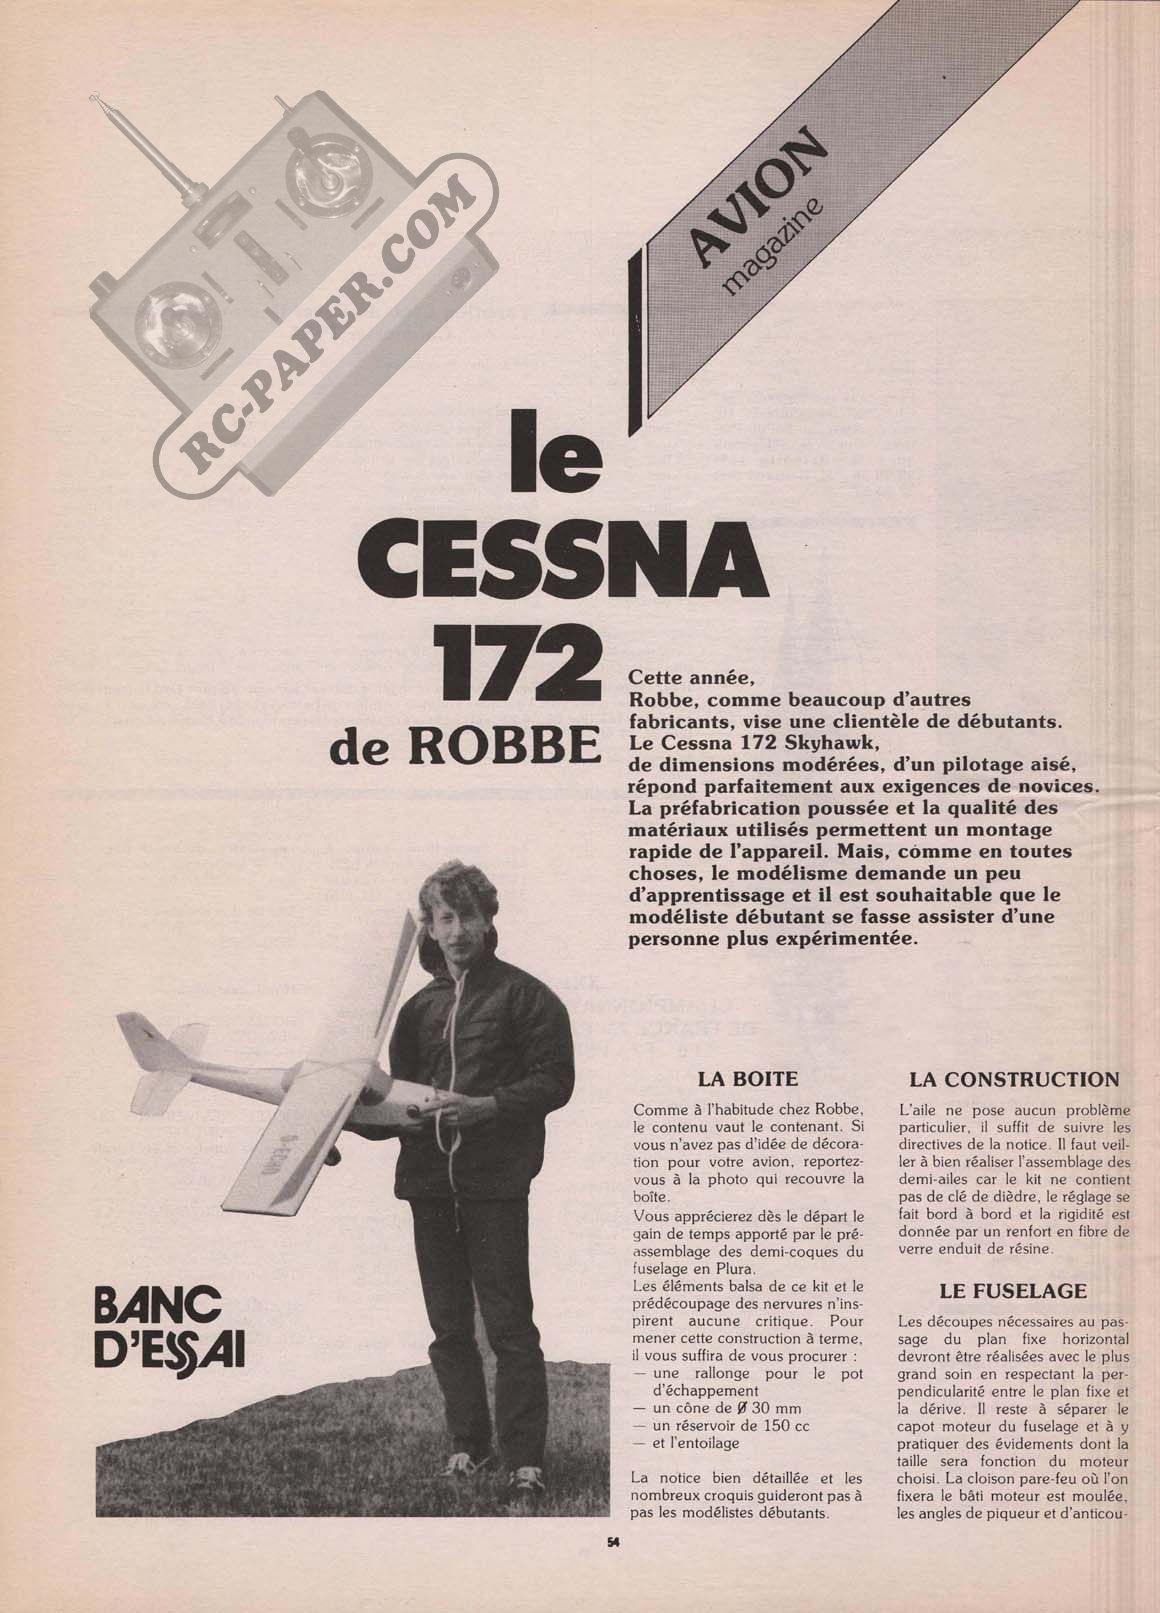 AVION
magazine
RC-PAPER.COM
le
CESSNA
172
de ROBBE
Cette année,
Robbe, comme beaucoup d'autres
fabricants, vise une clientèle de débutants.
Le Cessna 172 Skyhawk,
de dimensions modérées, d'un pilotage aisé,
répond parfaitement aux exigences de novices.
La préfabrication poussée et la qualité des
matériaux utilisés permettent un montage
rapide de l'appareil. Mais, comme en toutes
choses, le modélisme demande un peu
d'apprentissage et il est souhaitable que le
modéliste débutant se fasse assister d'une
personne plus expérimentée.
BANC
D'ESSAI
LA BOITE
Comme à l'habitude chez Robbe,
le contenu vaut le contenant. Si
vous n'avez pas d'idée de décora-
tion pour votre avion, reportez-
vous à la photo qui recouvre la
boîte.
Vous apprécierez dès le départ le
gain de temps apporté par le pré-
assemblage des demi-coques du
fuselage en Plura.
Les éléments balsa de ce kit et le
prédécoupage des nervures n'ins-
pirent aucune critique. Pour
mener cette construction à terme,
il vous suffira de vous procurer :
— une rallonge pour le pot
d'échappement
— un cône de Ø 30 mm
— un réservoir de 150 cc
— et l'entoilage
La notice bien détaillée et les
nombreux croquis guideront pas à
pas les modélistes débutants.
LA CONSTRUCTION
L'aile ne pose aucun problème
particulier, il suffit de suivre les
directives de la notice. Il faut veil-
ler à bien réaliser l'assemblage des
demi-ailes car le kit ne contient
pas de clé de dièdre, le réglage se
fait bord à bord et la rigidité est
donnée par un renfort en fibre de
verre enduit de résine.
LE FUSELAGE
Les découpes nécessaires au pas-
sage du plan fixe horizontal
devront être réalisées avec le plus
grand soin en respectant la per-
pendicularité entre le plan fixe et
la dérive. Il reste à séparer le
capot moteur du fuselage et à y
pratiquer des évidements dont la
taille sera fonction du moteur
choisi. La cloison pare-feu où l'on
fixera le bâti moteur est moulée,
les angles de piqueur et d'anticou-
54